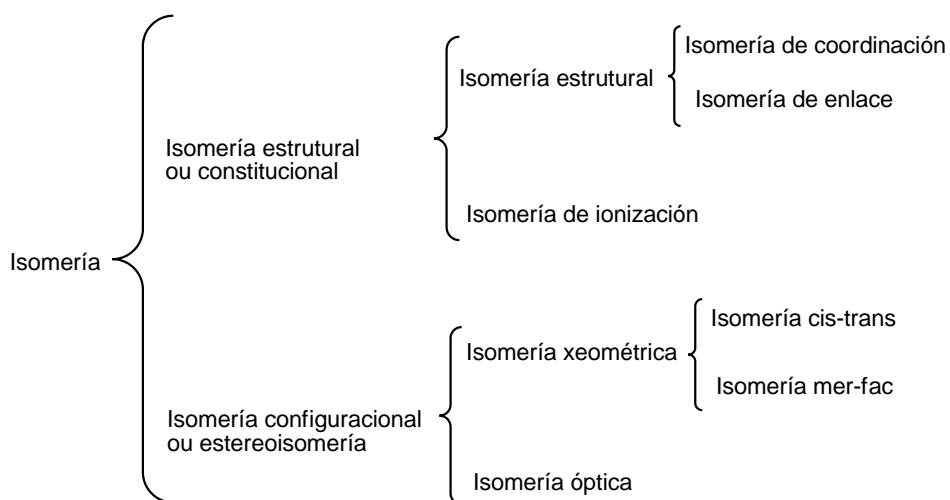 Isomería
Isomería estrutural
ou constitucional
Isomería estrutural
Isomería de coordinación
Isomería de enlace
Isomería de ionización
Isomería configuracional
ou estereoisomería
Isomería xeométrica
Isomería cis-trans
Isomería mer-fac
Isomería óptica